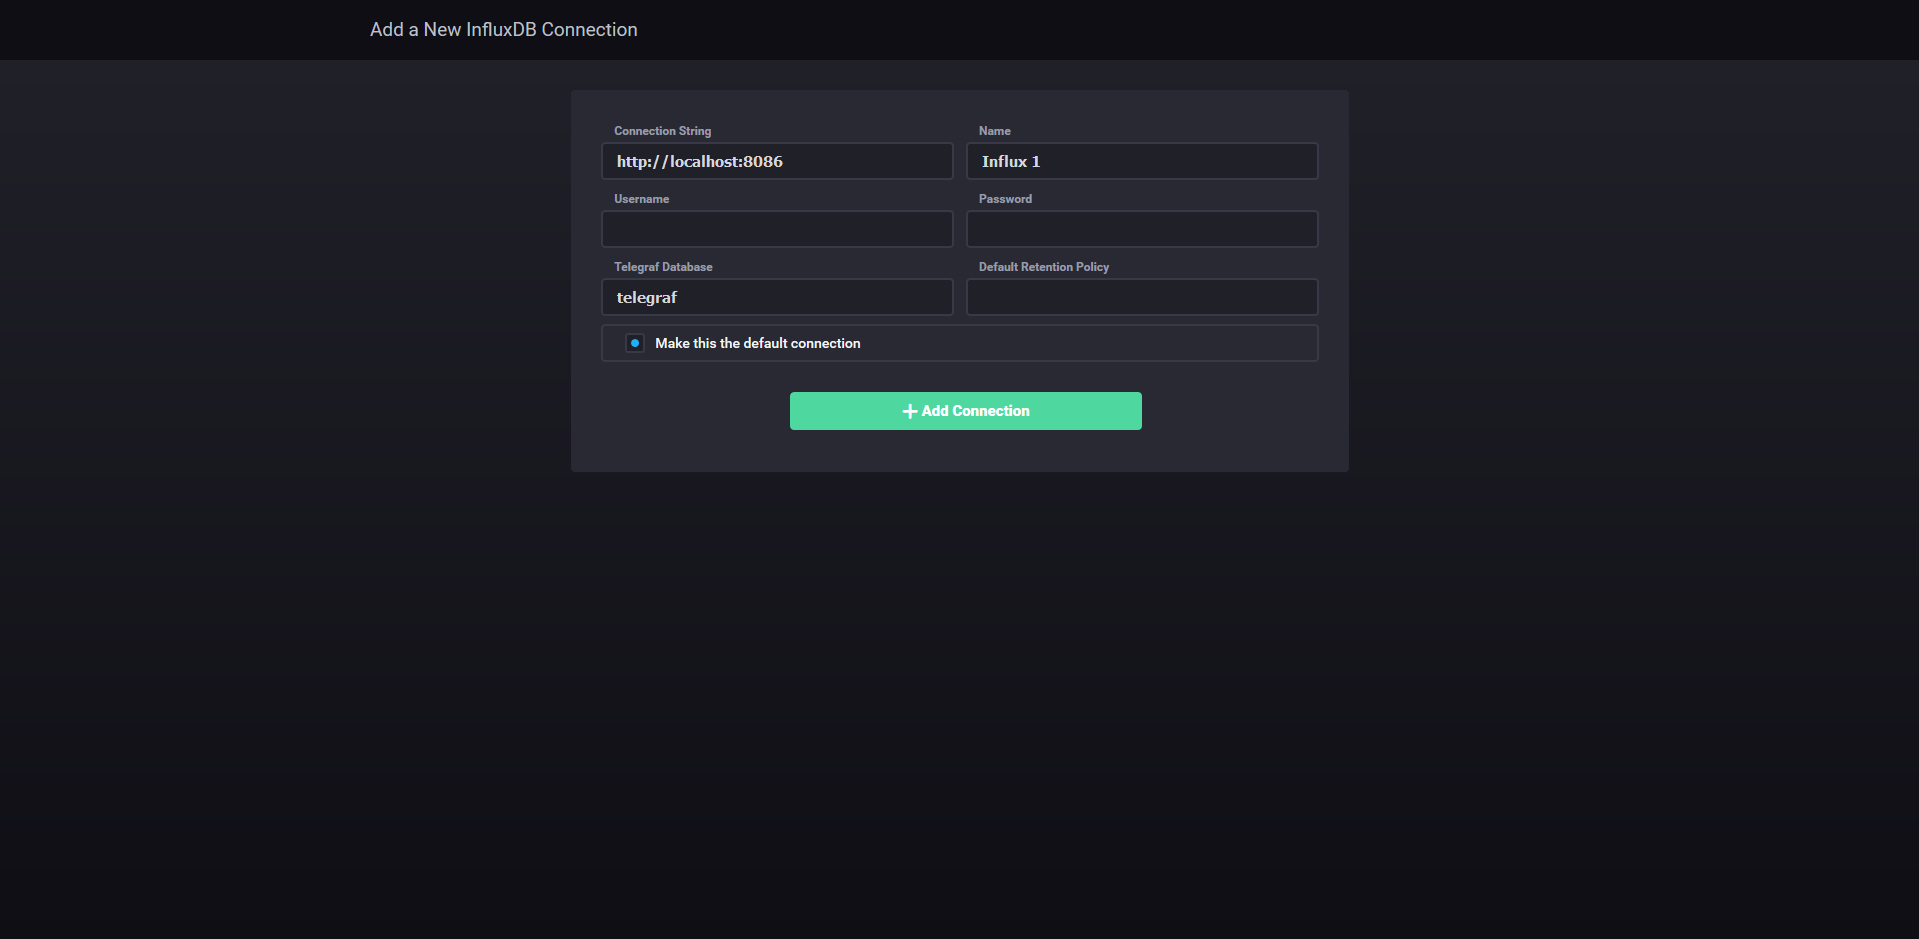 Add a New InfluxDB Connection
Connection String
http://localhost:8086
Name
Influx 1
Username
Password
Telegraf Database
telegraf
Default Retention Policy
Make this the default connection
Add Connection